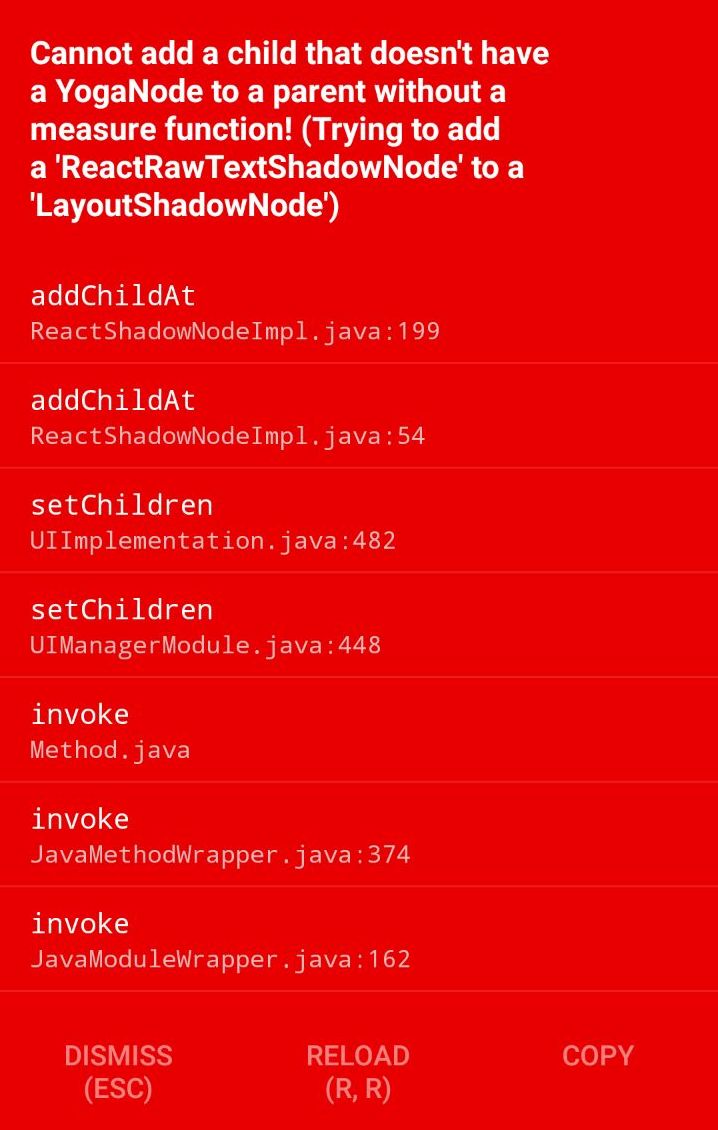 Cannot add a child that doesn't have
a YogaNode to a parent without a
measure function! (Trying to add
a 'ReactRawTextShadowNode' to a
'LayoutShadowNode')
addChildAt
ReactShadowNodeImpl.java:199
addChildAt
ReactShadowNodeImpl.java:54
setChildren
UIImplementation.java:482
setChildren
UIManagerModule.java:448
invoke
Method.java
invoke
JavaMethodWrapper.java:374
invoke
JavaModuleWrapper.java:162
DISMISS
(ESC)
RELOAD
(R, R)
COPY